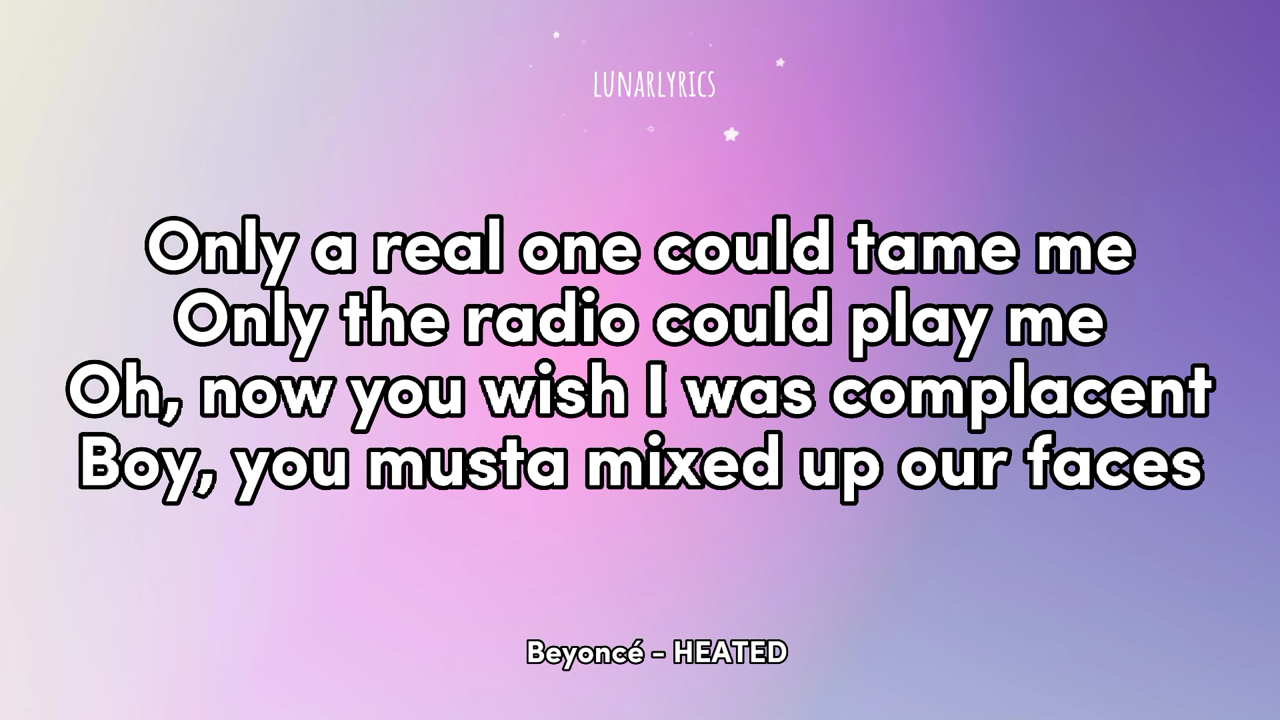 LUNARLYRICS
Only a real one could tame me
Only the radio could play me
Oh, now you wish I was complacent
Boy, you musta mixed up our faces
Beyoncé - HEATED